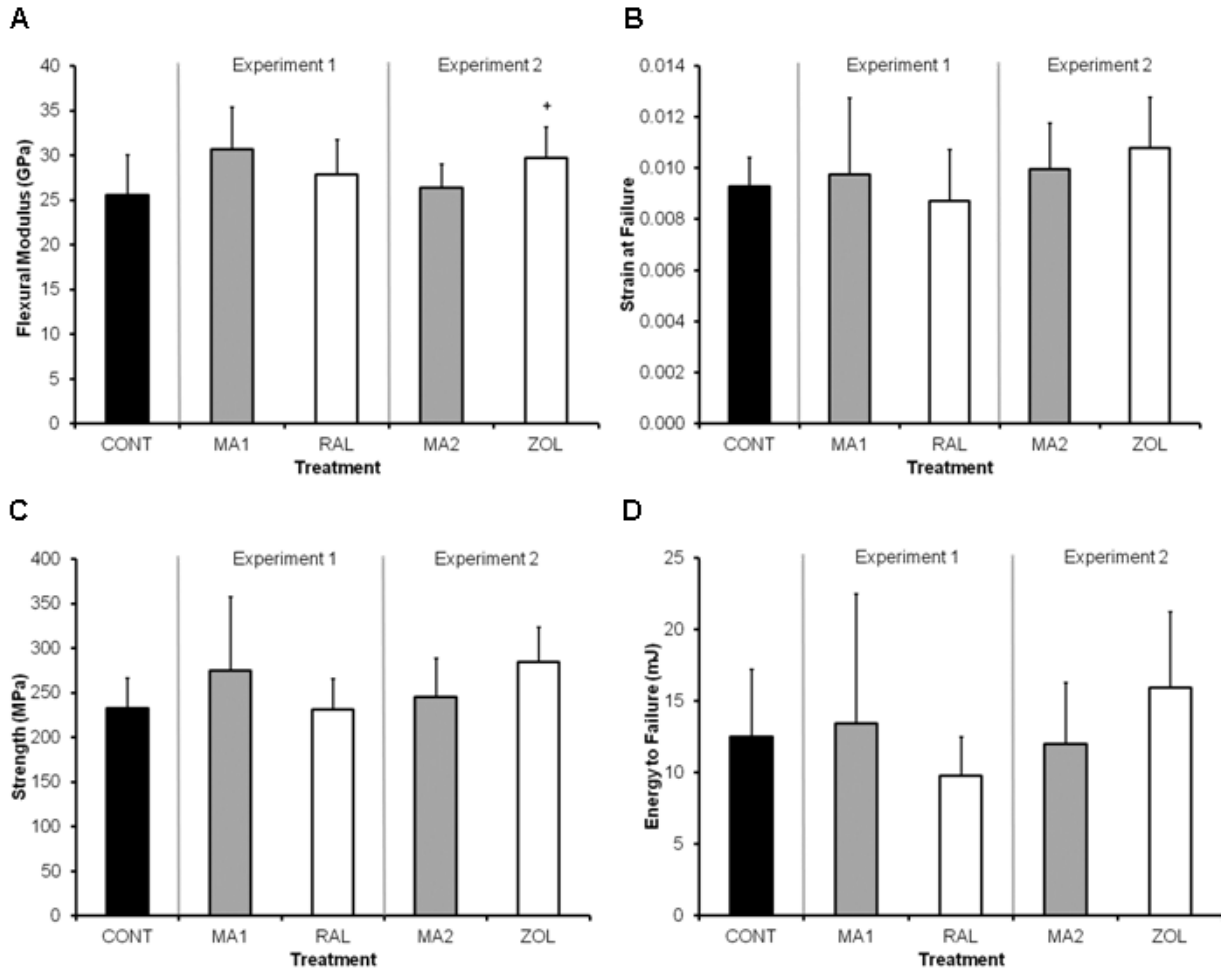 A
Experiment 1
Experiment 2
Flexural Modulus (GPa)
40
35
30
25
20
15
10
5
0
+
CONT MA1 RAL MA2 ZOL
Treatment
B
Experiment 1
Experiment 2
Strain at Failure
0.014
0.012
0.010
0.008
0.006
0.004
0.002
0.000
CONT MA1 RAL MA2 ZOL
Treatment
C
Experiment 1
Experiment 2
Strength (MPa)
400
350
300
250
200
150
100
50
0
CONT MA1 RAL MA2 ZOL
Treatment
D
Experiment 1
Experiment 2
Energy to Failure (mJ)
25
20
15
10
5
0
CONT MA1 RAL MA2 ZOL
Treatment